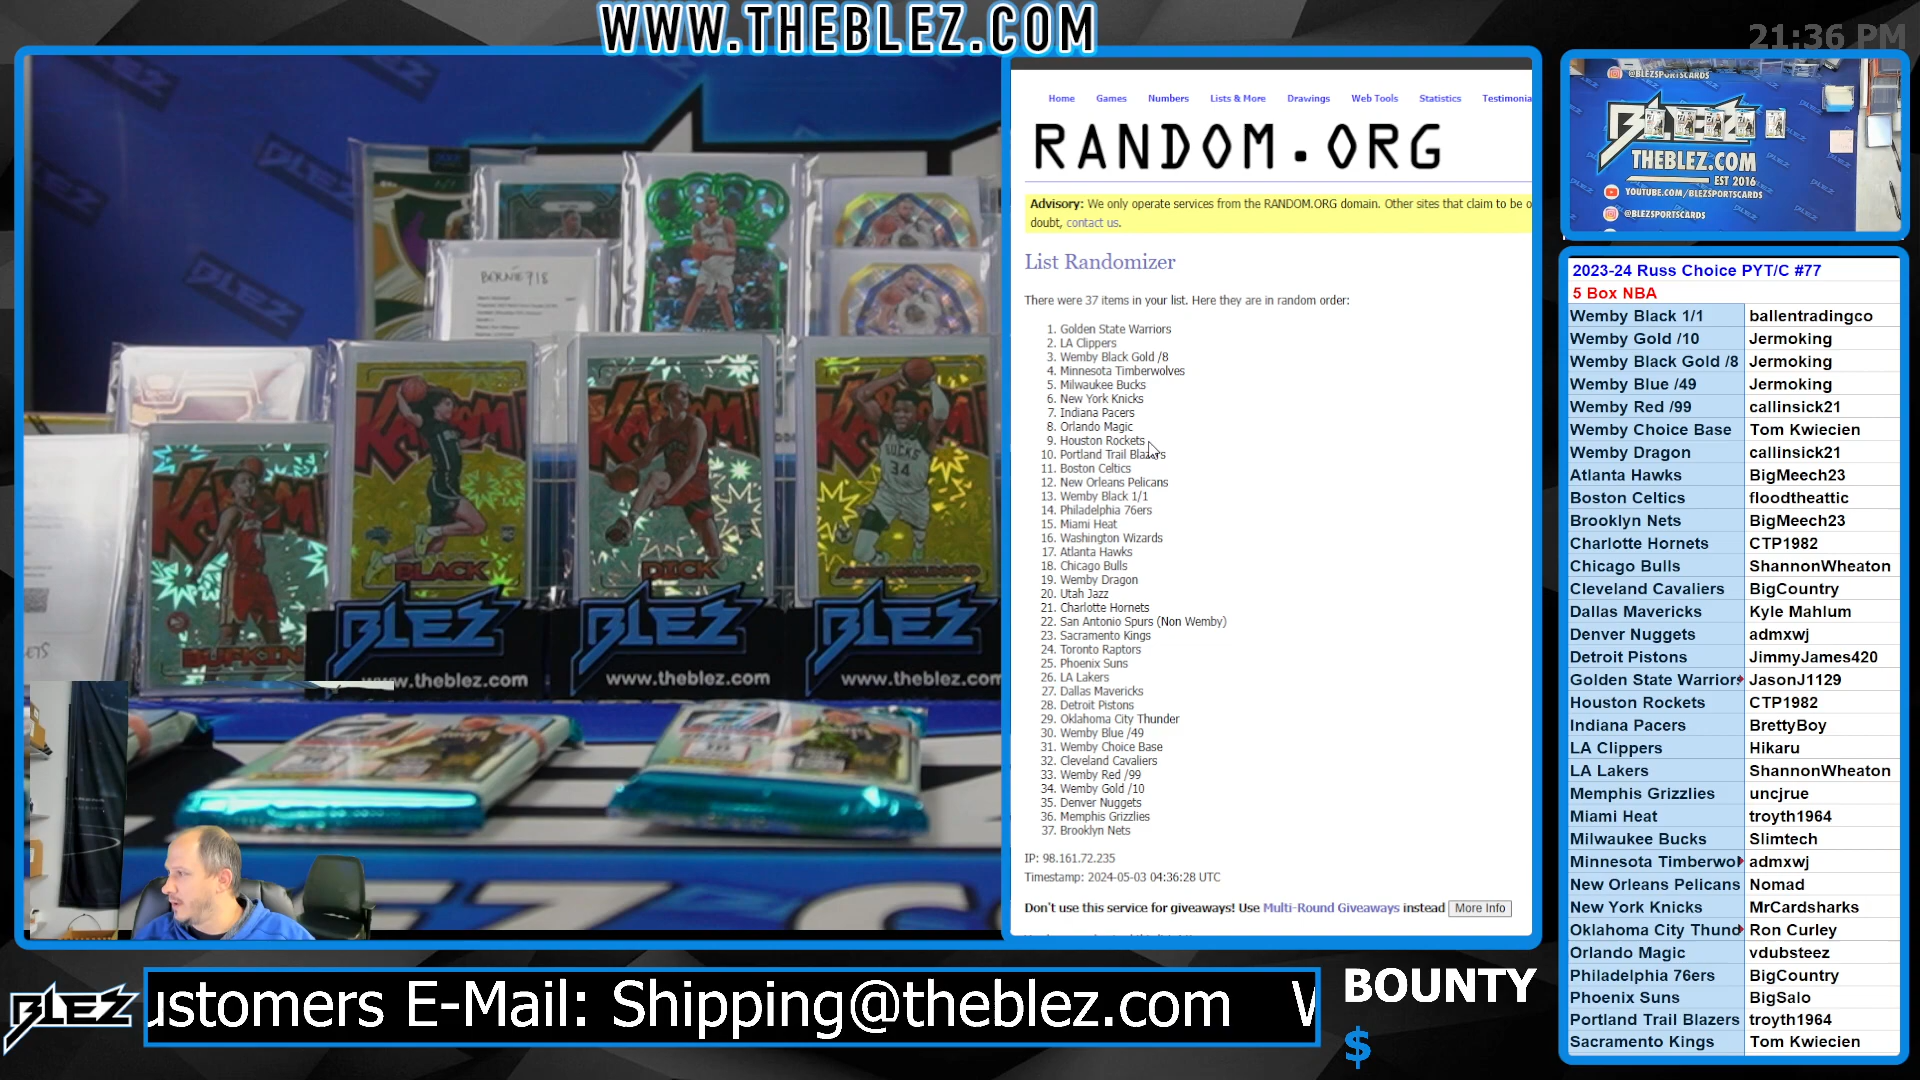 WWW.THEBLEZ.COM
21:36 PM
Home Games Numbers Lists & More Drawings Web Tools Statistics Testimonia
RANDOM.ORG
Advisory: We only operate services from the RANDOM.ORG domain. Other sites that claim to be o
doubt, contact us.
List Randomizer
There were 37 items in your list. Here they are in random order:
1. Golden State Warriors
2. LA Clippers
3. Wemby Black Gold /8
4. Minnesota Timberwolves
5. Milwaukee Bucks
6. New York Knicks
7. Indiana Pacers
8. Orlando Magic
9. Houston Rockets
10. Portland Trail Blazers
11. Boston Celtics
12. New Orleans Pelicans
13. Wemby Black 1/1
14. Philadelphia 76ers
15. Miami Heat
16. Washington Wizards
17. Atlanta Hawks
18. Chicago Bulls
19. Wemby Dragon
20. Utah Jazz
21. Charlotte Hornets
22. San Antonio Spurs (Non Wemby)
23. Sacramento Kings
24. Toronto Raptors
25. Phoenix Suns
26. LA Lakers
27. Dallas Mavericks
28. Detroit Pistons
29. Oklahoma City Thunder
30. Wemby Blue /49
31. Wemby Choice Base
32. Cleveland Cavaliers
33. Wemby Red /99
34. Wemby Gold /10
35. Denver Nuggets
36. Memphis Grizzlies
37. Brooklyn Nets
IP: 98.161.72.235
Timestamp: 2024-05-03 04:36:28 UTC
Don't use this service for giveaways! Use Multi-Round Giveaways instead More Info
@BLEZSPORTSCARDS
BLEZ
THEBLEZ.COM
EST 2016
YOUTUBE.COM/BLEZSPORTSCARDS
@BLEZSPORTSCARDS
2023-24 Russ Choice PYT/C #77
5 Box NBA
Wemby Black 1/1 ballentradingco
Wemby Gold /10 Jermoking
Wemby Black Gold /8 Jermoking
Wemby Blue /49 Jermoking
Wemby Red /99 callinsick21
Wemby Choice Base Tom Kwiecien
Wemby Dragon callinsick21
Atlanta Hawks BigMeech23
Boston Celtics floodtheattic
Brooklyn Nets BigMeech23
Charlotte Hornets CTP1982
Chicago Bulls ShannonWheaton
Cleveland Cavaliers BigCountry
Dallas Mavericks Kyle Mahlum
Denver Nuggets admxwj
Detroit Pistons JimmyJames420
Golden State Warriors JasonJ1129
Houston Rockets CTP1982
Indiana Pacers BrettyBoy
LA Clippers Hikaru
LA Lakers ShannonWheaton
Memphis Grizzlies uncjrue
Miami Heat troyth1964
Milwaukee Bucks Slimtech
Minnesota Timberwol admxwj
New Orleans Pelicans Nomad
New York Knicks MrCardsharks
Oklahoma City Thund Ron Curley
Orlando Magic vdubsteez
Philadelphia 76ers BigCountry
Phoenix Suns BigSalo
Portland Trail Blazers troyth1964
Sacramento Kings Tom Kwiecien
BLEZ
BERNIE718
KABOOM!
BUFKIN
BLACK
DICK
BUCKS
34
BLEZ
www.theblez.com
BLEZ
www.theblez.com
BLEZ
www.theblez.com
BLEZ
ustomers E-Mail: Shipping@theblez.com
BOUNTY
$